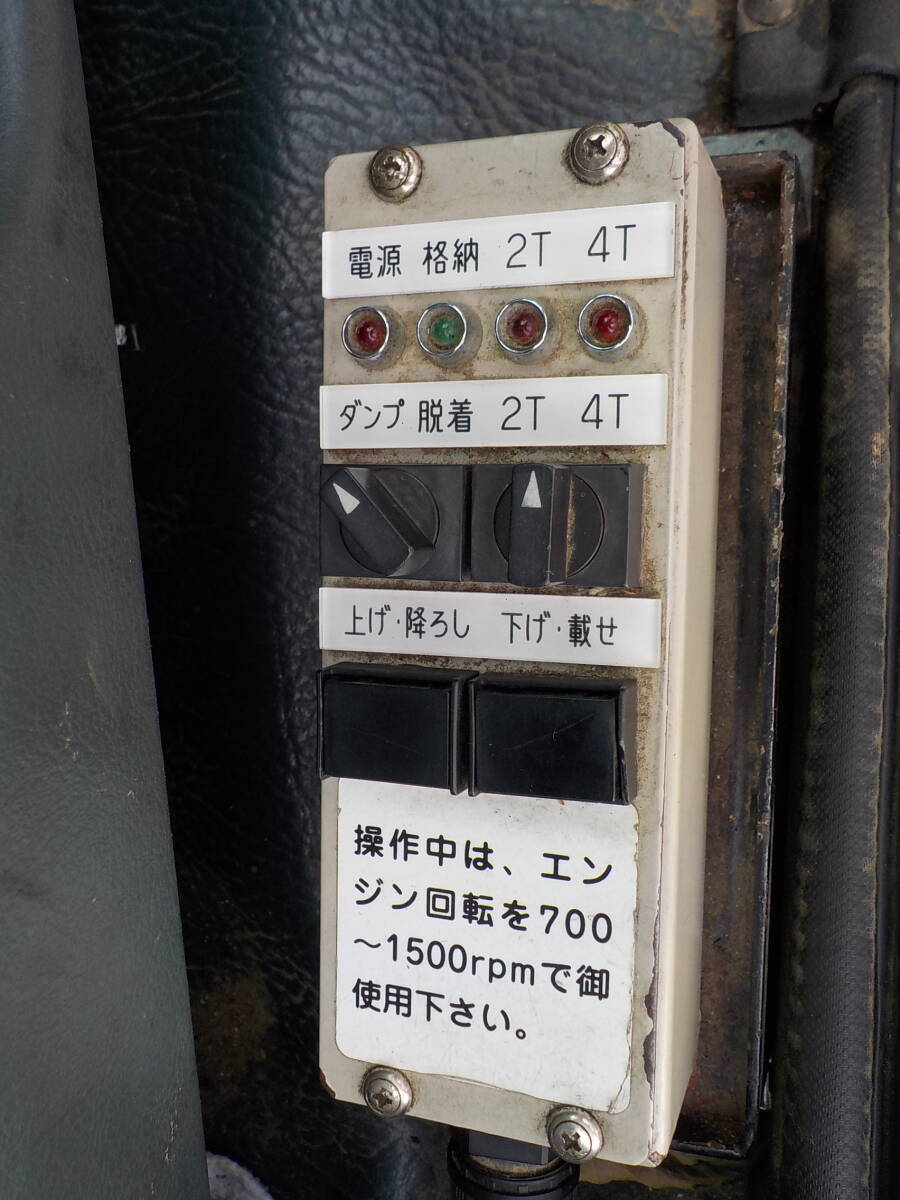 電源 格納 2T 4T
ダンプ 脱着 2T 4T
上げ・降ろし 下げ・載せ
操作中は、エン
ジン回転を700
～1500rpmで御
使用下さい。